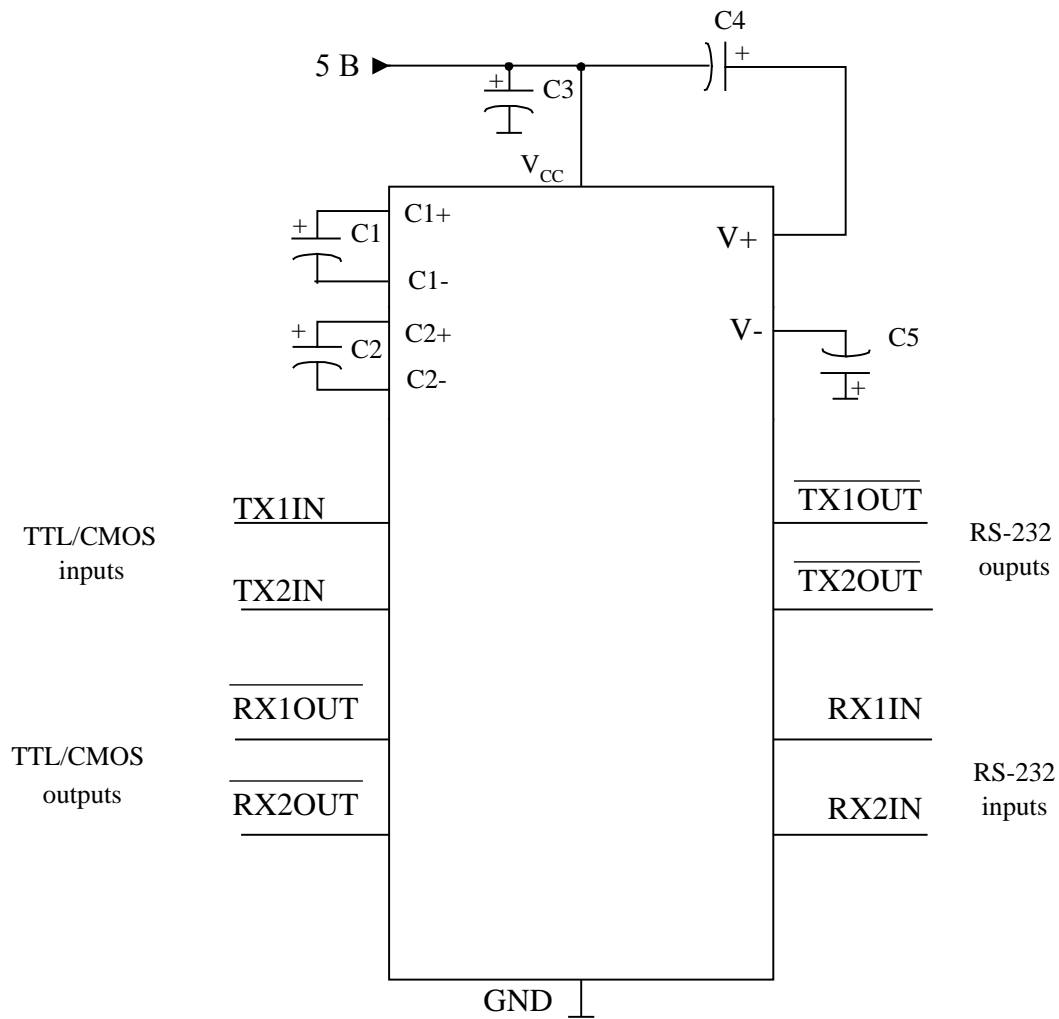 C4
5 В
+
+
C3
V_CC
C1+
+
C1
V+
C1-
C2+
+
C2
V-
C5
C2-
+
TX1IN
TX1OUT
TTL/CMOS
inputs
RS-232
ouputs
TX2IN
TX2OUT
RX1OUT
RX1IN
TTL/CMOS
outputs
RS-232
inputs
RX2OUT
RX2IN
GND